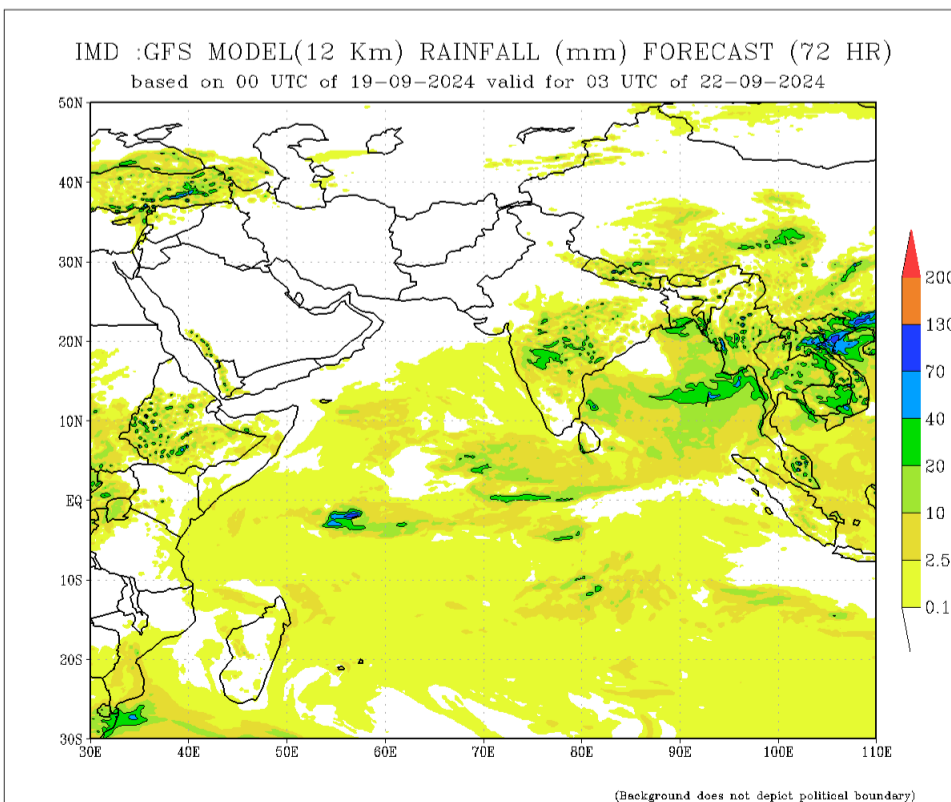 IMD :GFS MODEL(12 Km) RAINFALL (mm) FORECAST (72 HR)
based on 00 UTC of 19-09-2024 valid for 03 UTC of 22-09-2024
50N
40N
30N
20N
10N
EQ
10S
20S
30S
30E 40E 50E 60E 70E 80E 90E 100E 110E
200
130
70
40
20
10
2.5
0.1
(Background does not depict political boundary)